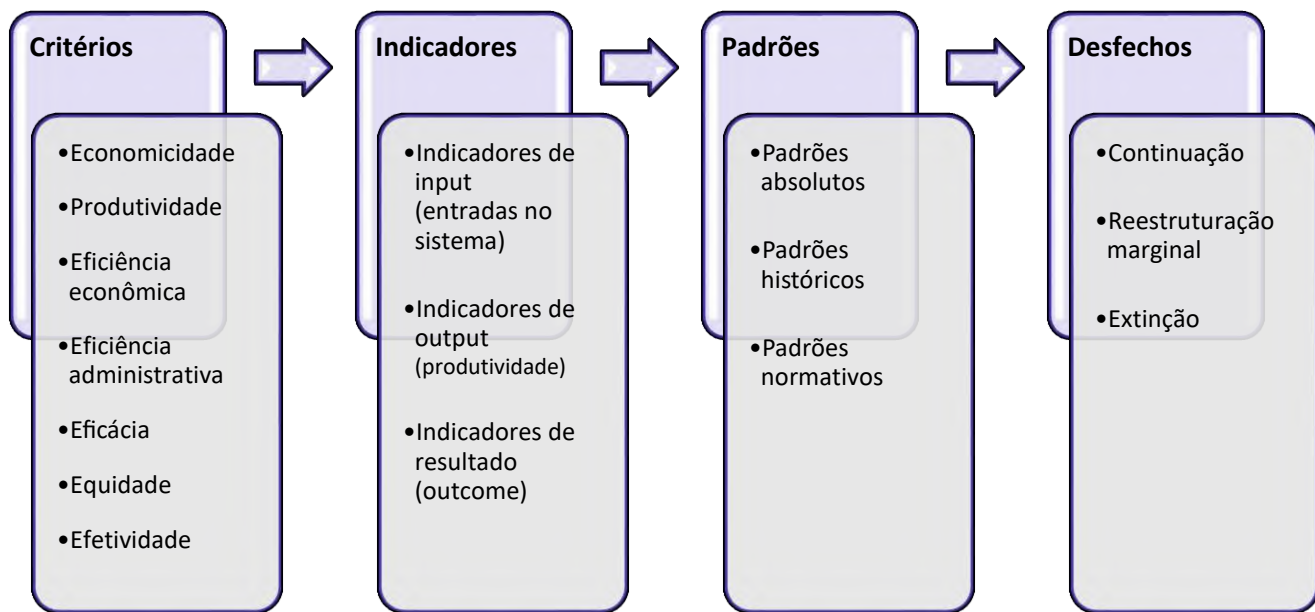 Critérios
•Economicidade
•Produtividade
•Eficiência
econômica
•Eficiência
administrativa
•Eficácia
•Equidade
•Efetividade
Indicadores
•Indicadores de
input
(entradas no
sistema)
•Indicadores de
output
(produtividade)
•Indicadores de
resultado
(outcome)
Padrões
•Padrões
absolutos
•Padrões
históricos
•Padrões
normativos
Desfechos
•Continuação
•Reestruturação
marginal
•Extinção